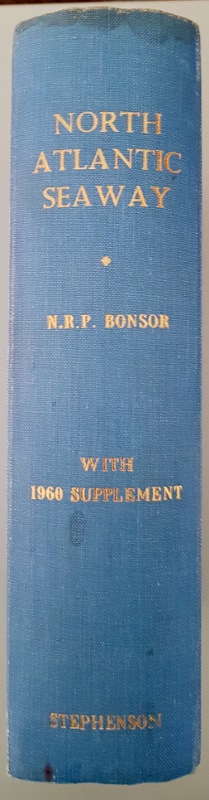 NORTH
ATLANTIC
SEAWAY
N.R.P. BONSOR
WITH
1960 SUPPLEMENT
STEPHENSON